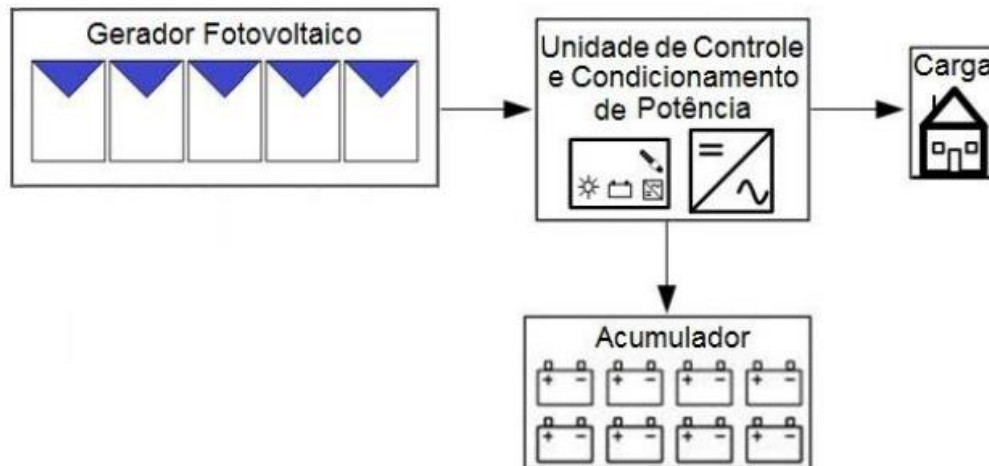 Gerador Fotovoltaico
Unidade de Controle
e Condicionamento
de Potência
Carga
Acumulador
+ - + - + - + -
+ - + - + - + -